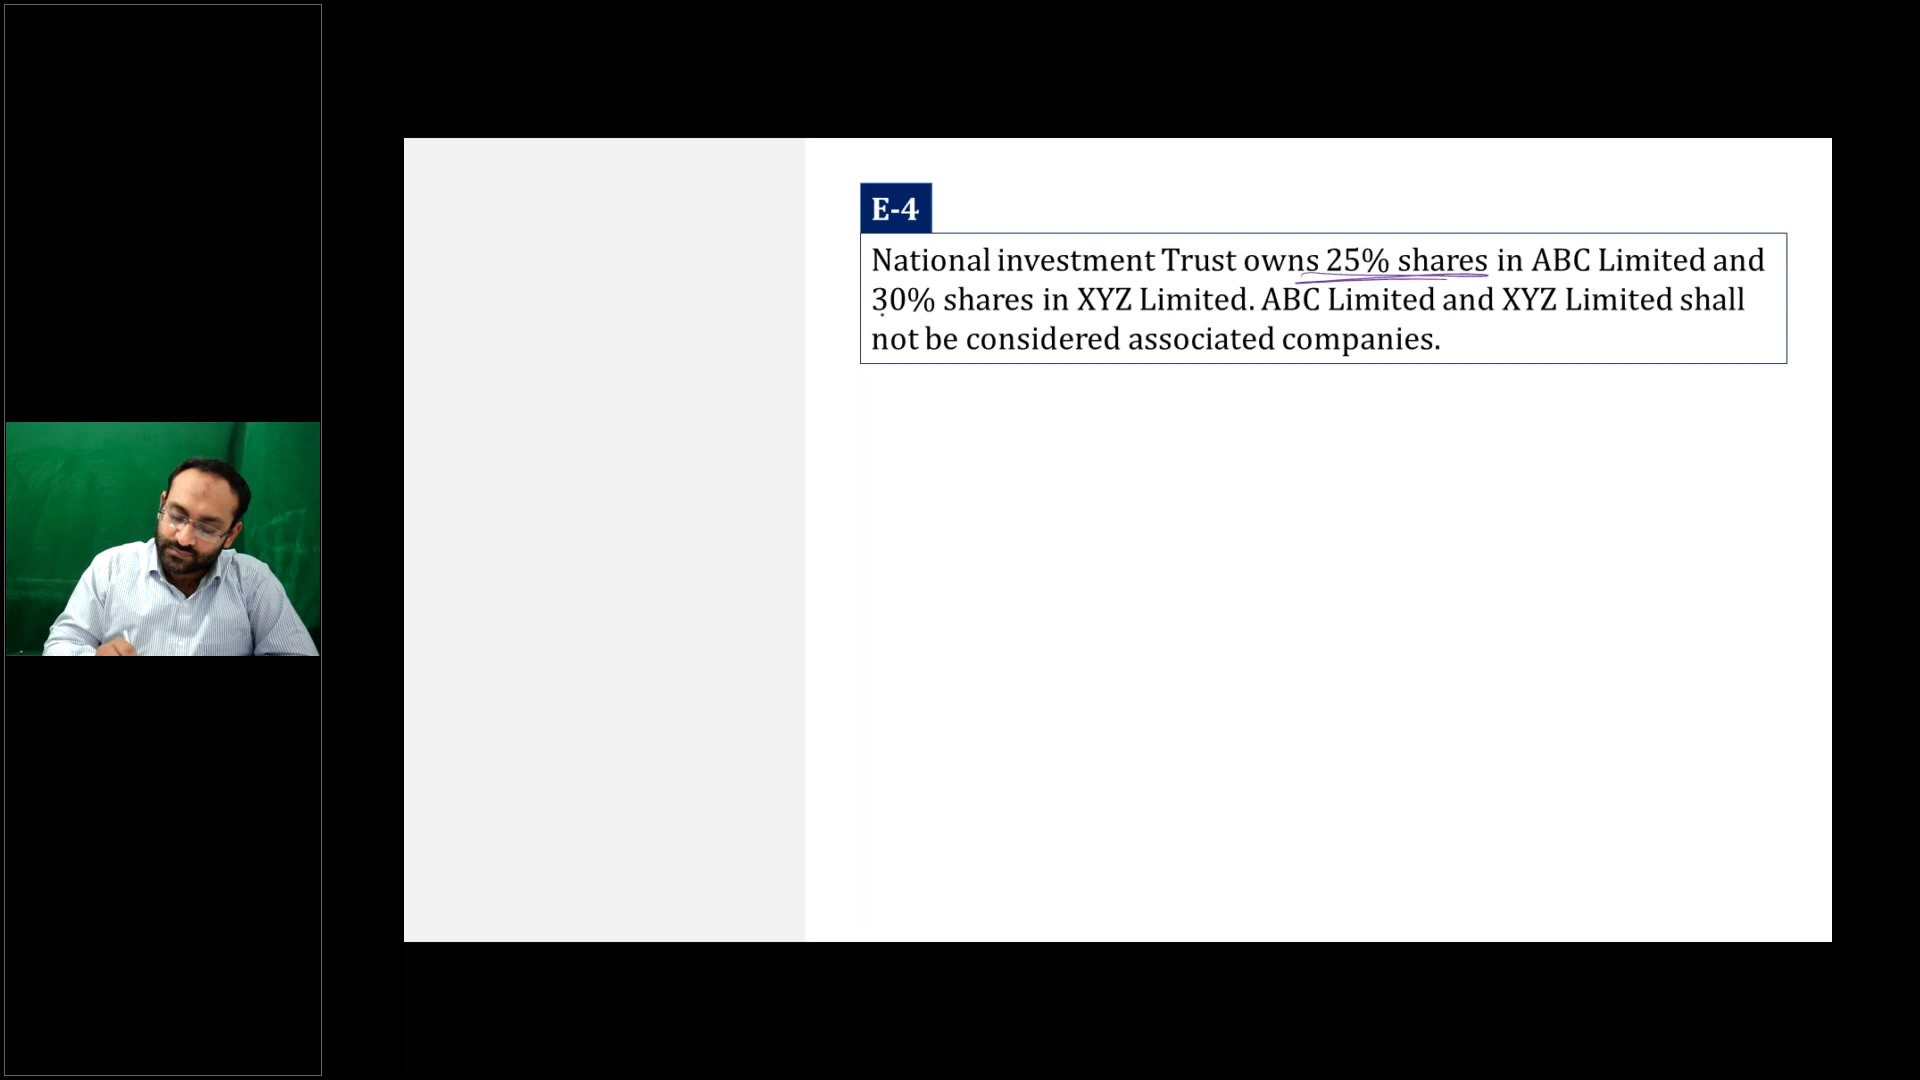 E-4
National investment Trust owns 25% shares in ABC Limited and
30% shares in XYZ Limited. ABC Limited and XYZ Limited shall
not be considered associated companies.